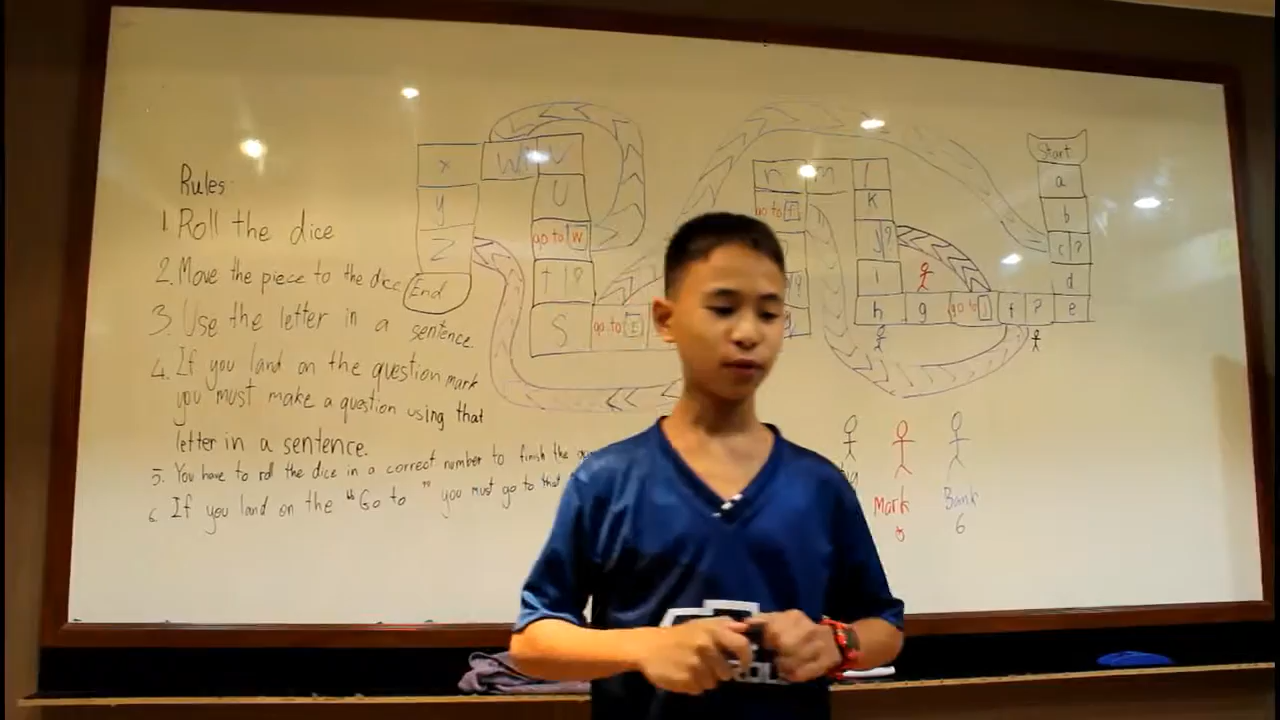 Rules:
1. Roll the dice
2. Move the piece to the dice
3. Use the letter in a sentence.
4. If you land on the question mark
you must make a question using that
letter in a sentence.
5. You have to roll the dice in a correct number to finish the
6. If you land on the "Go to " you must go to that
x W V
y U
Z go to w
End t ?
S go to
n m l
go to f K
J ?
i
h g go to J f ? e
Start
a
b
c ?
d
Mark
Bank
6